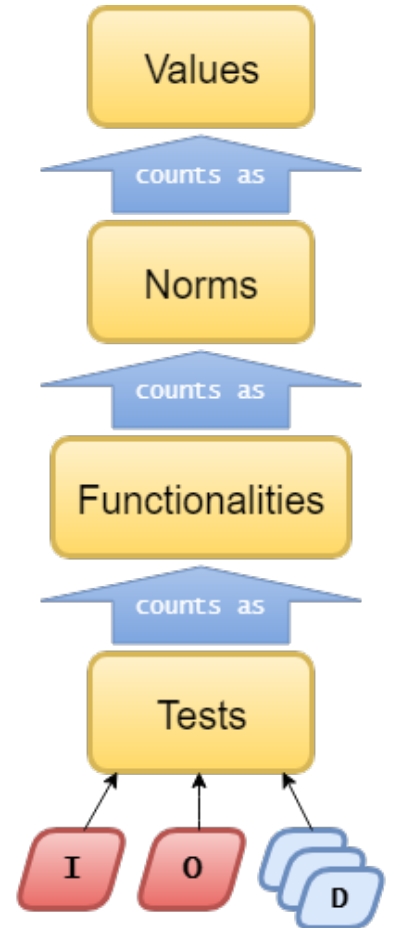 Values
counts as
Norms
counts as
Functionalities
counts as
Tests
I O D